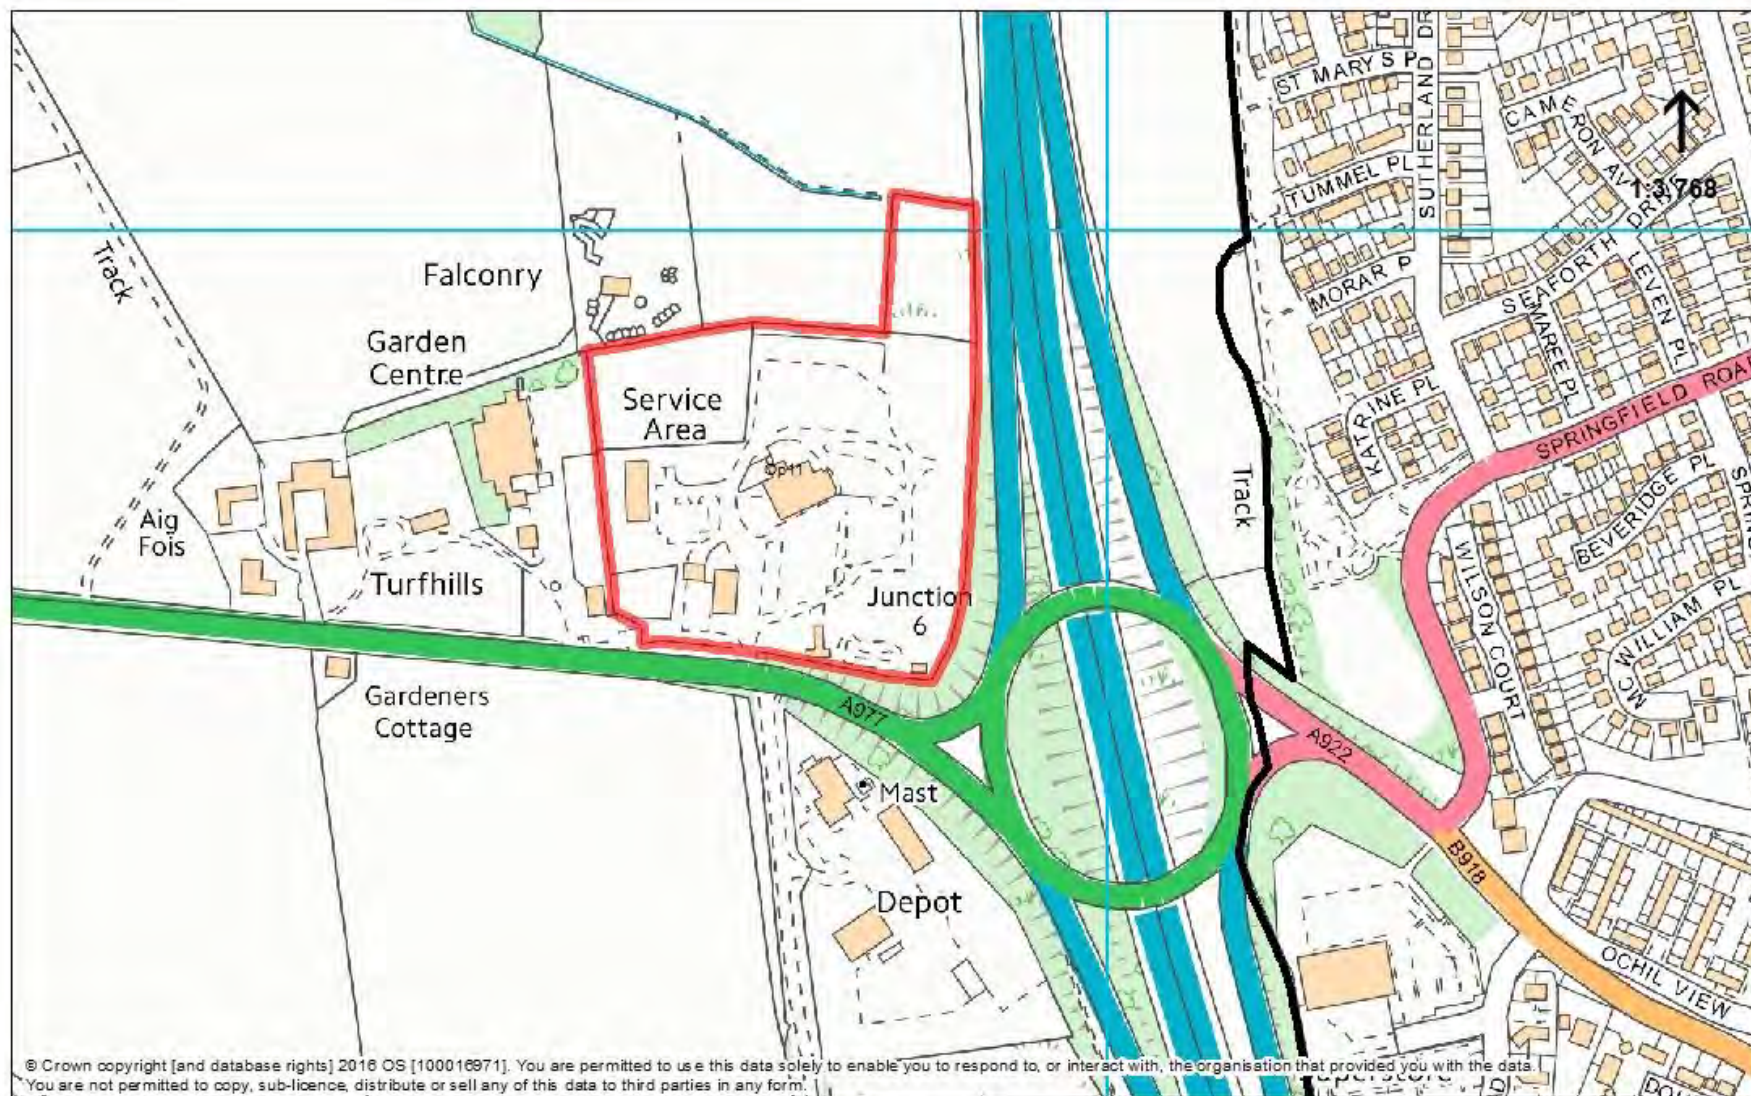 ST MARY'S P
SUTHERLAND DR
CAMERON AV
1:3,768
TUMMEL PL
Track
Falconry
MORAR P
SEAFORTH DRIVE
LEVEN PL
MAREE PL
Garden
Centre
Service
Area
KATRINE PL
SPRINGFIELD ROA
Track
BEVERIDGE PL
SPRING
Aig
Fois
Turfhills
Junction
6
WILSON COURT
MC WILLIAM PL
Gardeners
Cottage
A977
A922
Mast
B918
Depot
OCHIL VIEW
© Crown copyright [and database rights] 2016 OS [100016971]. You are permitted to use this data solely to enable you to respond to, or interact with, the organisation that provided you with the data.
You are not permitted to copy, sub-licence, distribute or sell any of this data to third parties in any form.